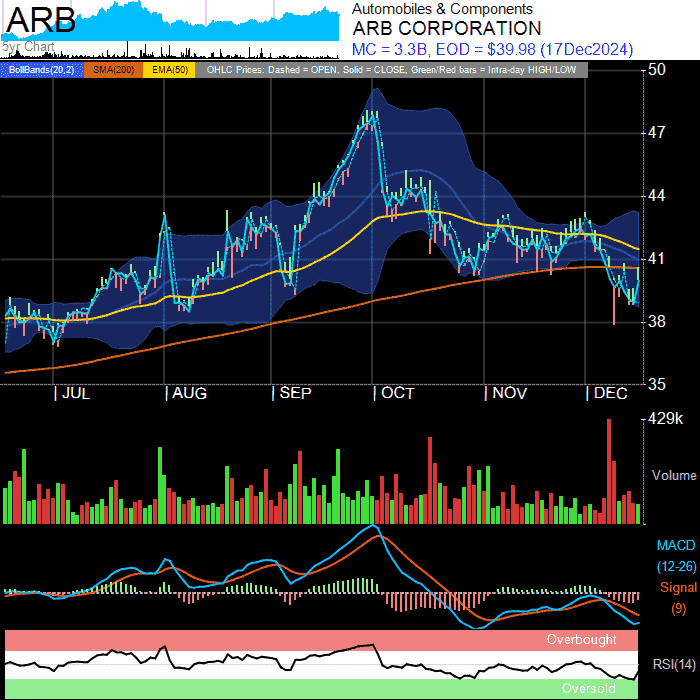 ARB
5yr Chart
Automobiles & Components
ARB CORPORATION
MC = 3.3B, EOD = $39.98 (17Dec2024)
BollBands(20,2) SMA(200) EMA(50) OHLC Prices: Dashed = OPEN, Solid = CLOSE, Green/Red bars = Intra-day HIGH/LOW
50
47
44
41
38
35
JUL AUG SEP OCT NOV DEC
429k
Volume
MACD
(12-26)
Signal
(9)
Overbought
RSI(14)
Oversold